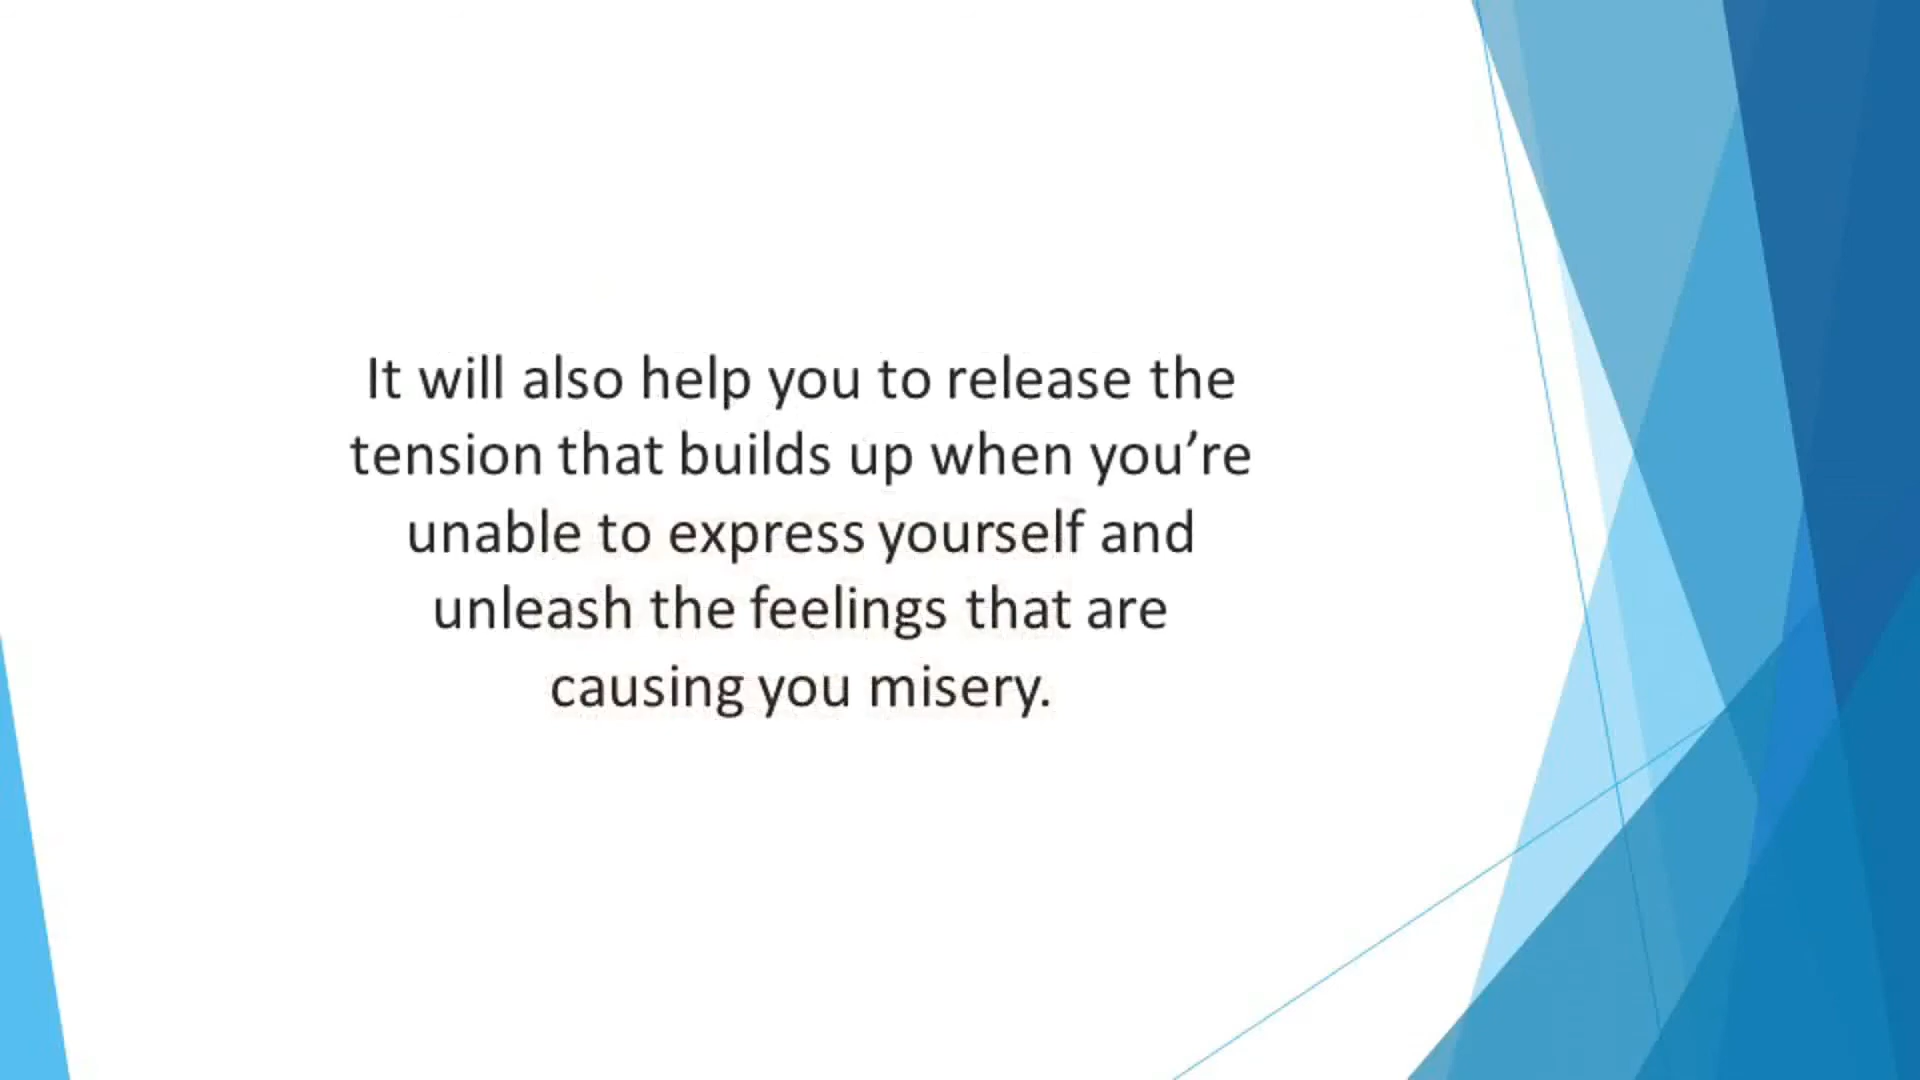 It will also help you to release the
tension that builds up when you’re
unable to express yourself and
unleash the feelings that are
causing you misery.